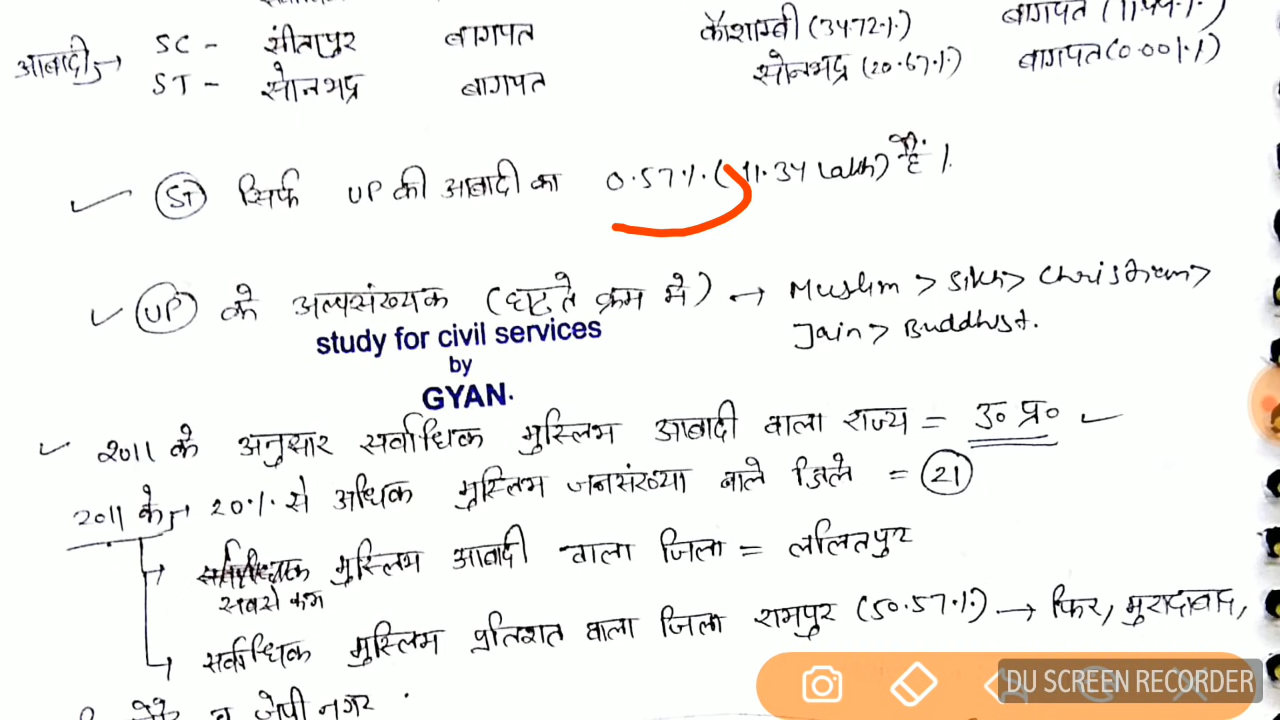 आबादी→ SC - सीतापुर बागपत कौशाम्बी (34.72%) बागपत (11.44%)
ST - सोनभद्र बागपत सोनभद्र (20.67%) बागपत (0.001%)
ST सिर्फ UP की आबादी का 0.57% (11.34 Lakh) है।
UP के अल्पसंख्यक (घटते क्रम में) → Muslim > Sikh > Christian >
Jain > Buddhist.
study for civil services
by
GYAN.
2011 के अनुसार सर्वाधिक मुस्लिम आबादी वाला राज्य = उ० प्र०
2011 के → 20% से अधिक मुस्लिम जनसंख्या वाले जिले = 21
मुस्लिम आबादी वाला जिला = ललितपुर
सबसे कम
सर्वाधिक मुस्लिम प्रतिशत वाला जिला रामपुर (50.57%) → फिर, मुरादाबाद,
व जेपी नगर
DU SCREEN RECORDER